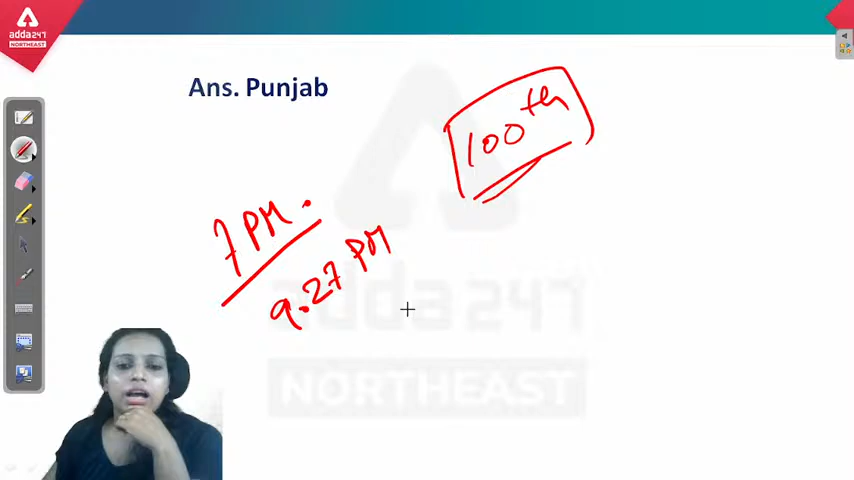 adda247
NORTHEAST
Ans. Punjab
100th
7 PM.
9.27 PM
adda247
NORTHEAST